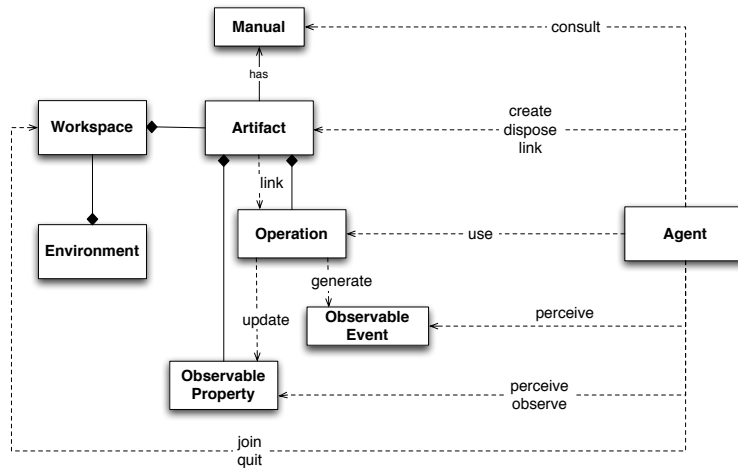 Manual
consult
has
create
dispose
link
Workspace
Artifact
link
Environment
Operation
use
Agent
generate
update
Observable
Event
perceive
Observable
Property
perceive
observe
join
quit